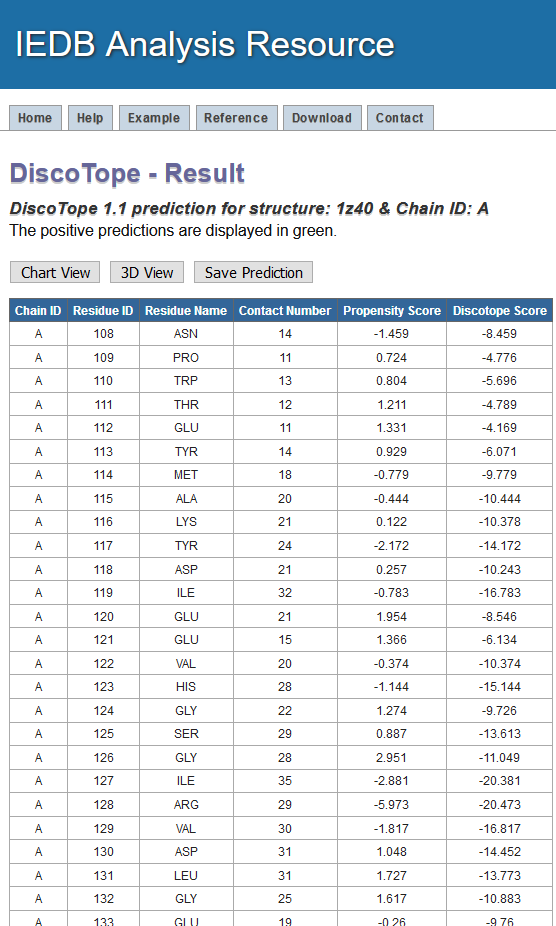 IEDB Analysis Resource
Home Help Example Reference Download Contact
DiscoTope - Result
DiscoTope 1.1 prediction for structure: 1z40 & Chain ID: A
The positive predictions are displayed in green.
Chart View 3D View Save Prediction
Chain ID Residue ID Residue Name Contact Number Propensity Score Discotope Score
A 108 ASN 14 -1.459 -8.459
A 109 PRO 11 0.724 -4.776
A 110 TRP 13 0.804 -5.696
A 111 THR 12 1.211 -4.789
A 112 GLU 11 1.331 -4.169
A 113 TYR 14 0.929 -6.071
A 114 MET 18 -0.779 -9.779
A 115 ALA 20 -0.444 -10.444
A 116 LYS 21 0.122 -10.378
A 117 TYR 24 -2.172 -14.172
A 118 ASP 21 0.257 -10.243
A 119 ILE 32 -0.783 -16.783
A 120 GLU 21 1.954 -8.546
A 121 GLU 15 1.366 -6.134
A 122 VAL 20 -0.374 -10.374
A 123 HIS 28 -1.144 -15.144
A 124 GLY 22 1.274 -9.726
A 125 SER 29 0.887 -13.613
A 126 GLY 28 2.951 -11.049
A 127 ILE 35 -2.881 -20.381
A 128 ARG 29 -5.973 -20.473
A 129 VAL 30 -1.817 -16.817
A 130 ASP 31 1.048 -14.452
A 131 LEU 31 1.727 -13.773
A 132 GLY 25 1.617 -10.883
A 133 GLU 19 -0.26 -9.76